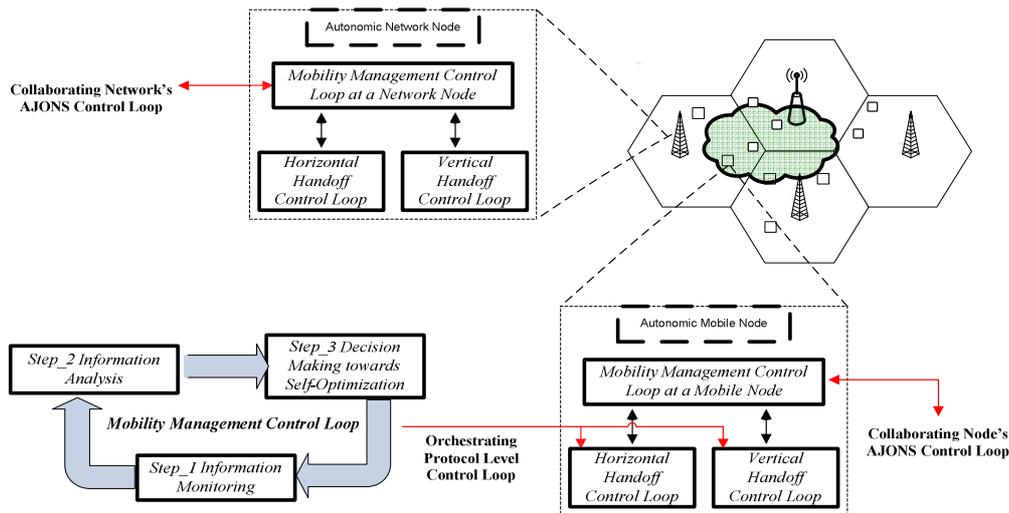 Autonomic Network Node
Mobility Management Control
Loop at a Network Node
Collaborating Network's
AJONS Control Loop
Horizontal
Handoff
Control Loop
Vertical
Handoff
Control Loop
Autonomic Mobile Node
Mobility Management Control
Loop at a Mobile Node
Collaborating Node's
AJONS Control Loop
Horizontal
Handoff
Control Loop
Vertical
Handoff
Control Loop
Step_2 Information
Analysis
Step_3 Decision
Making towards
Self-Optimization
Mobility Management Control Loop
Step_1 Information
Monitoring
Orchestrating
Protocol Level
Control Loop